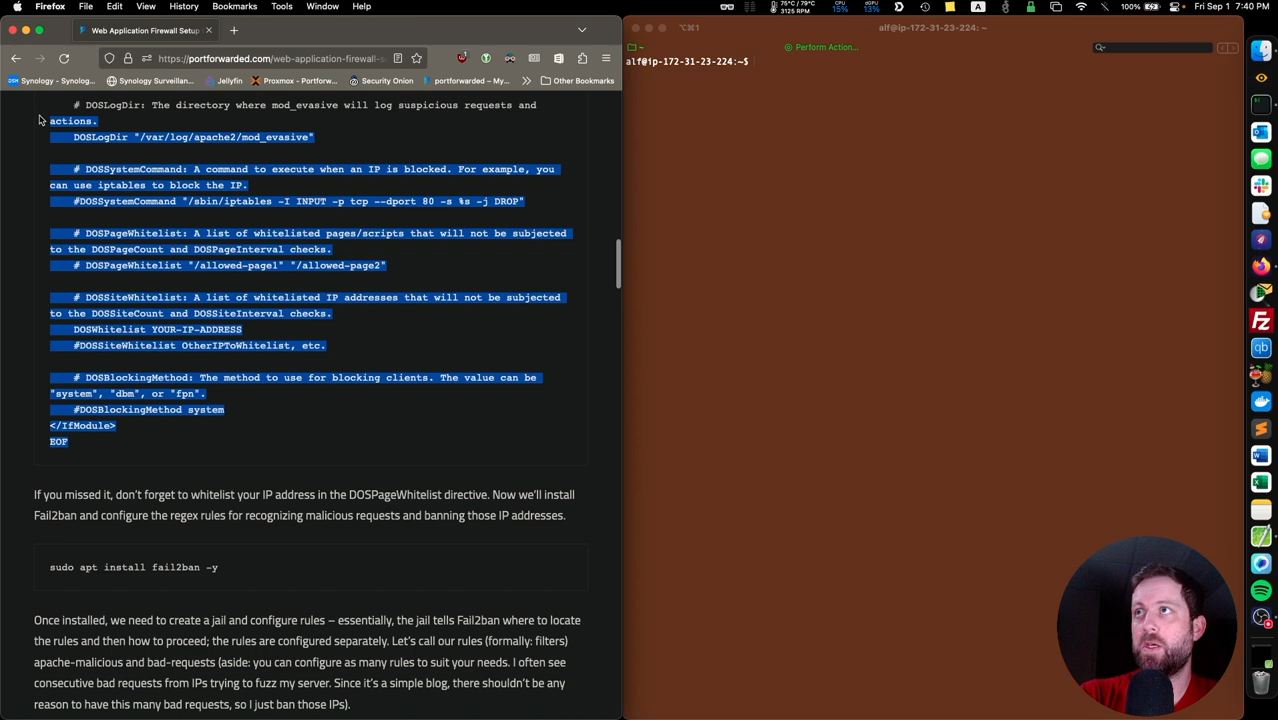 Firefox File Edit View History Bookmarks Tools Window Help
75°C / 79°C
3125 RPM
CPU
15%
dGPU
13%
A
100%
Fri Sep 1 7:40 PM
Web Application Firewall Setup
https://portforwarded.com/web-application-firewall-s
Synology - Synolog... Synology Surveillan... Jellyfin Proxmox - Portforw... Security Onion portforwarded – My... Other Bookmarks
# DOSLogDir: The directory where mod_evasive will log suspicious requests and
actions.
DOSLogDir "/var/log/apache2/mod_evasive"
# DOSSystemCommand: A command to execute when an IP is blocked. For example, you
can use iptables to block the IP.
#DOSSystemCommand "/sbin/iptables -I INPUT -p tcp --dport 80 -s %s -j DROP"
# DOSPageWhitelist: A list of whitelisted pages/scripts that will not be subjected
to the DOSPageCount and DOSPageInterval checks.
# DOSPageWhitelist "/allowed-page1" "/allowed-page2"
# DOSSiteWhitelist: A list of whitelisted IP addresses that will not be subjected
to the DOSSiteCount and DOSSiteInterval checks.
DOSWhitelist YOUR-IP-ADDRESS
#DOSSiteWhitelist OtherIPToWhitelist, etc.
# DOSBlockingMethod: The method to use for blocking clients. The value can be
"system", "dbm", or "fpn".
#DOSBlockingMethod system
</IfModule>
EOF
If you missed it, don't forget to whitelist your IP address in the DOSPageWhitelist directive. Now we'll install
Fail2ban and configure the regex rules for recognizing malicious requests and banning those IP addresses.
sudo apt install fail2ban -y
Once installed, we need to create a jail and configure rules – essentially, the jail tells Fail2ban where to locate
the rules and then how to proceed; the rules are configured separately. Let's call our rules (formally: filters)
apache-malicious and bad-requests (aside: you can configure as many rules to suit your needs. I often see
consecutive bad requests from IPs trying to fuzz my server. Since it's a simple blog, there shouldn't be any
reason to have this many bad requests, so I just ban those IPs).
⌥⌘1
alf@ip-172-31-23-224: ~
~
Perform Action...
alf@ip-172-31-23-224:~$
Fz
qb